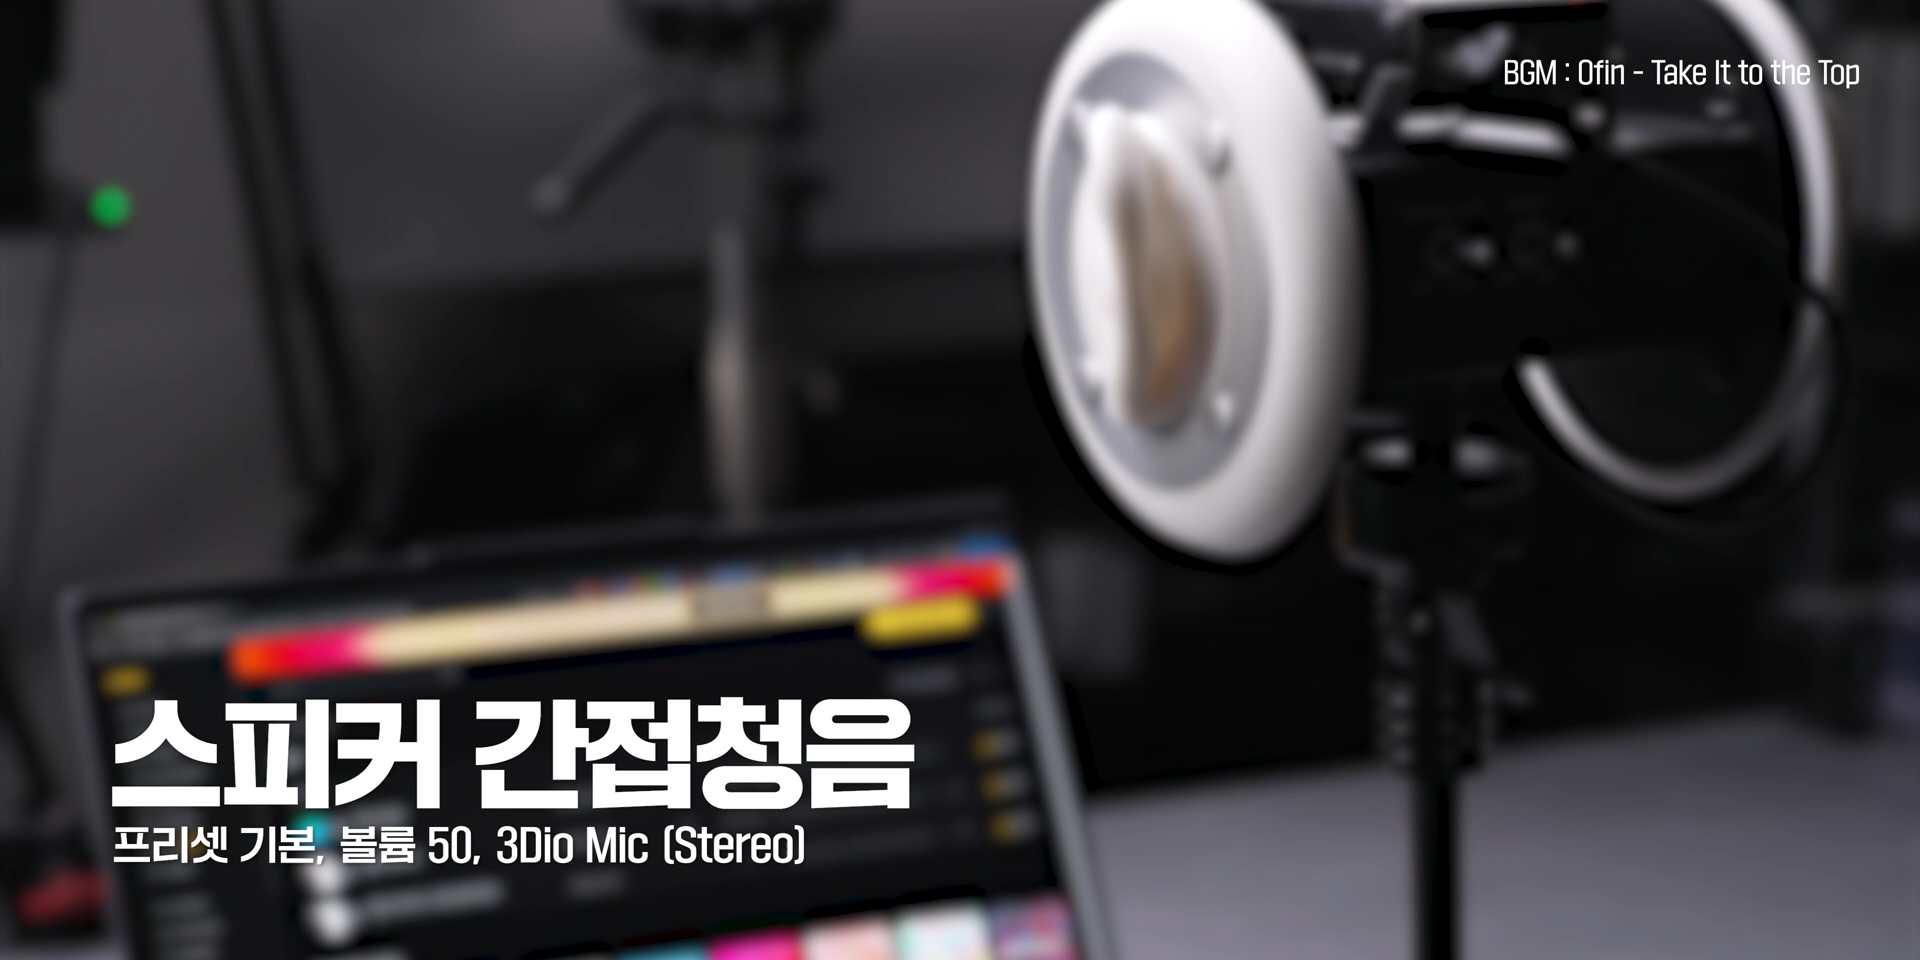 BGM : Ofin - Take It to the Top
스피커 간접청음
프리셋 기본, 볼륨 50, 3Dio Mic (Stereo)